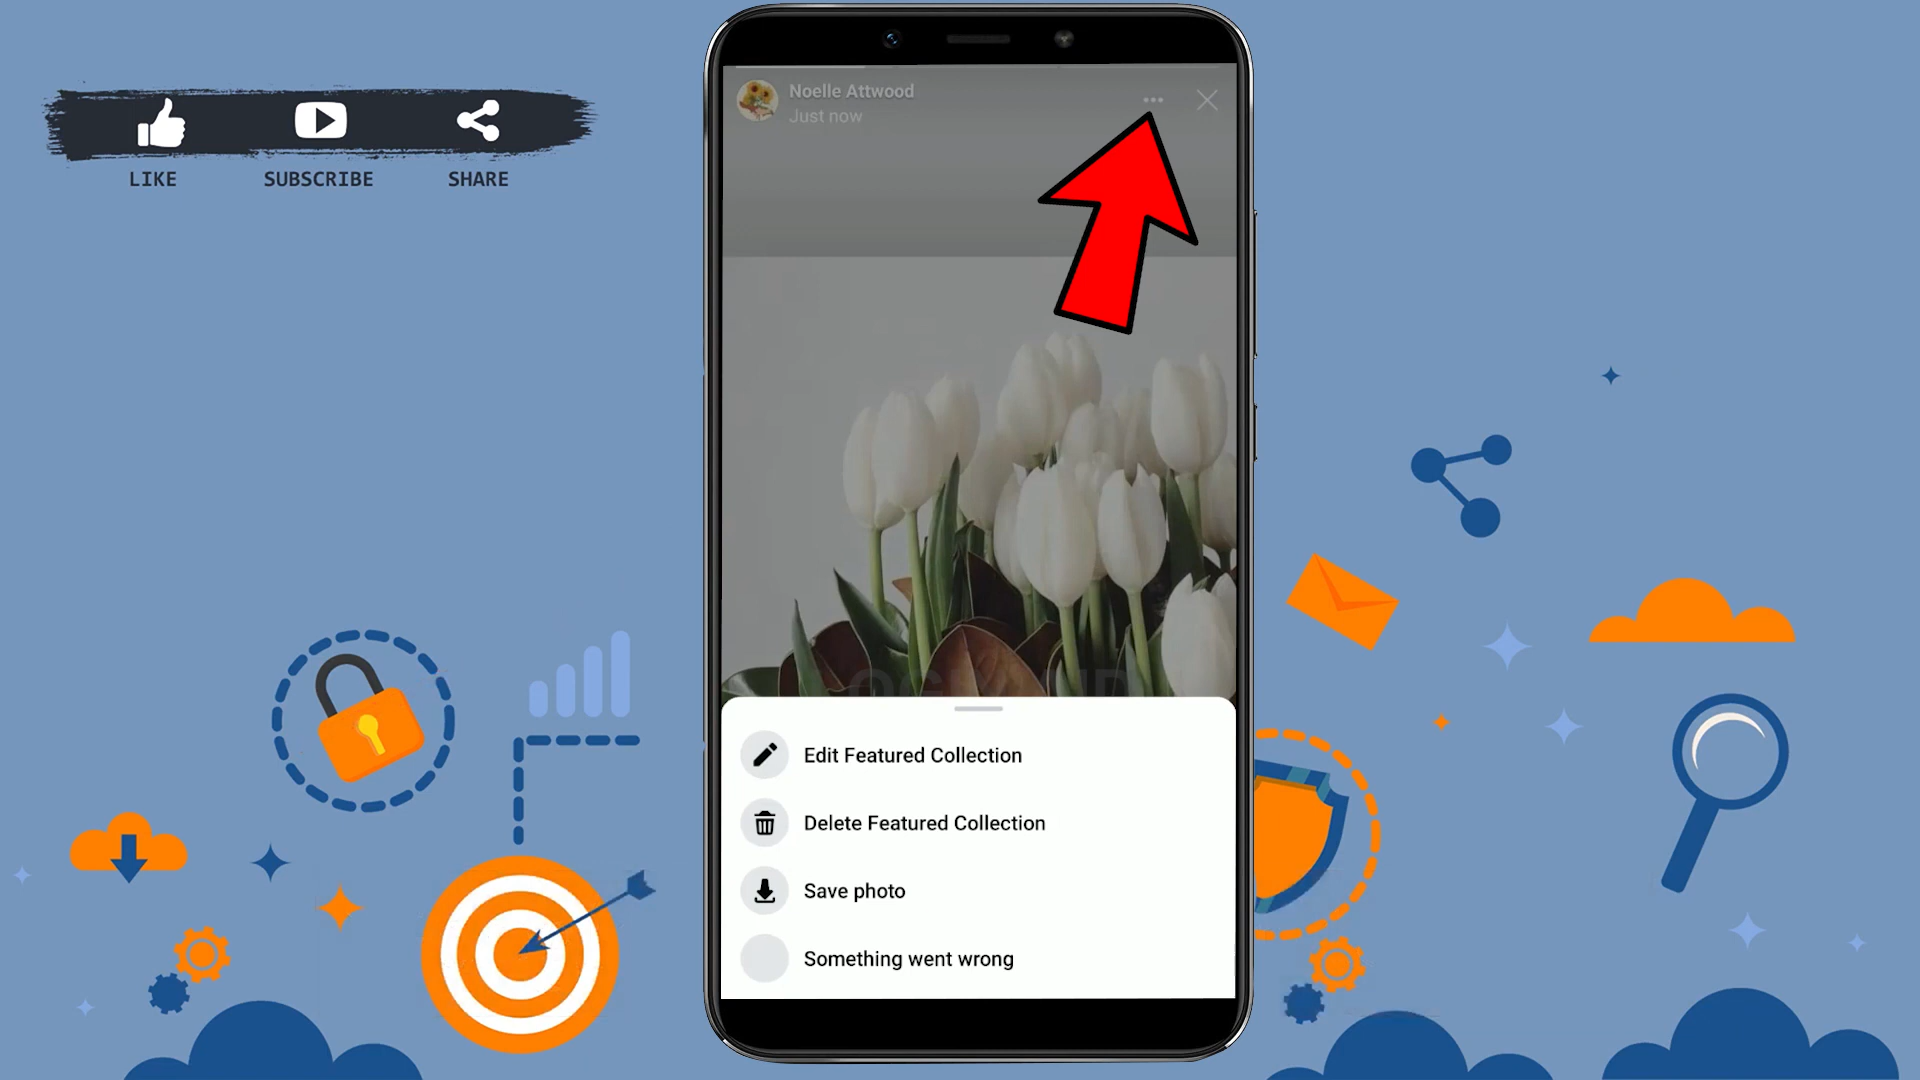 LIKE
SUBSCRIBE
SHARE
Noelle Attwood
Just now
Edit Featured Collection
Delete Featured Collection
Save photo
Something went wrong